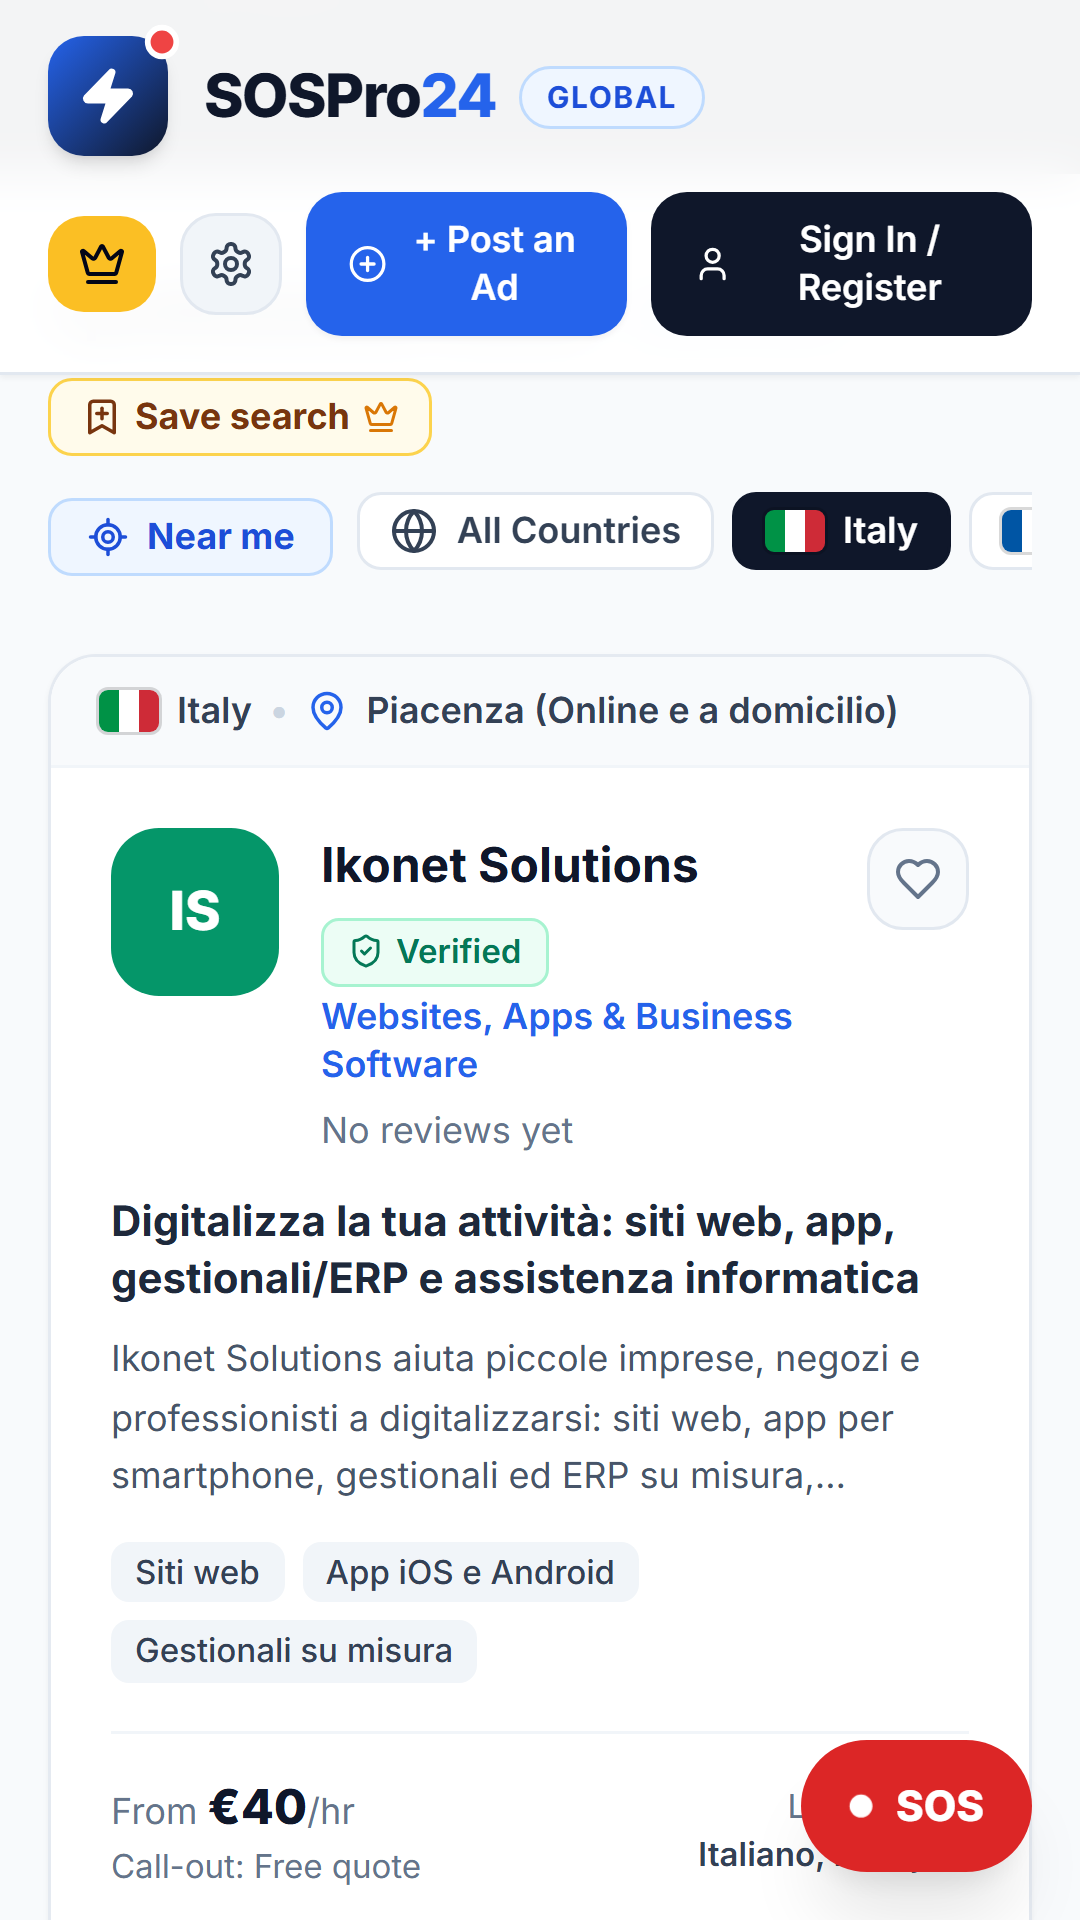 SOSPro24 GLOBAL
+ Post an
Ad
Sign In /
Register
Save search
Near me
All Countries
Italy
Italy • Piacenza (Online e a domicilio)
IS
Ikonet Solutions
Verified
Websites, Apps & Business
Software
No reviews yet
Digitalizza la tua attività: siti web, app,
gestionali/ERP e assistenza informatica
Ikonet Solutions aiuta piccole imprese, negozi e
professionisti a digitalizzarsi: siti web, app per
smartphone, gestionali ed ERP su misura,...
Siti web
App iOS e Android
Gestionali su misura
From €40/hr
Call-out: Free quote
Italiano,
SOS